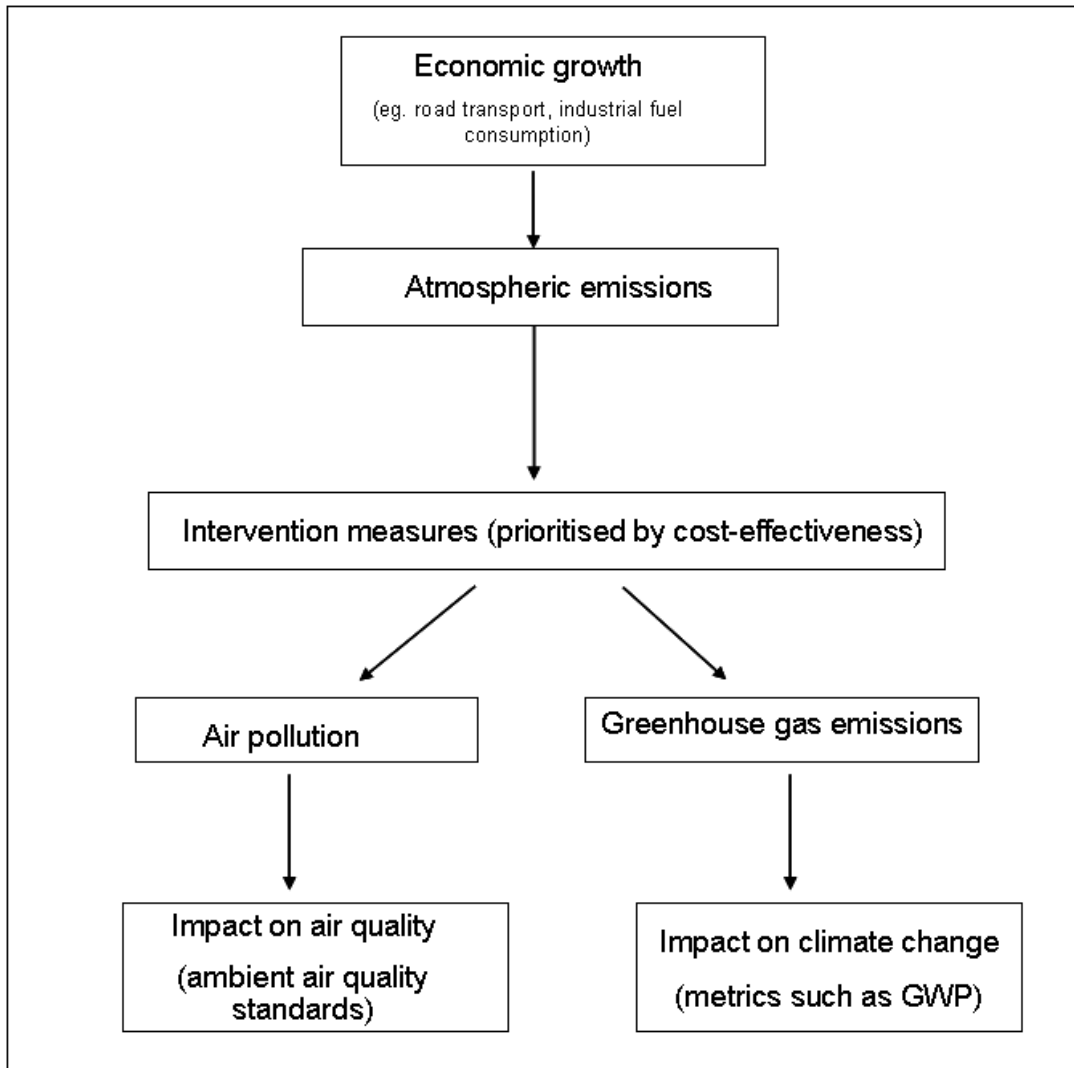 Economic growth
(eg. road transport, industrial fuel
consumption)
Atmospheric emissions
Intervention measures (prioritised by cost-effectiveness)
Air pollution
Greenhouse gas emissions
Impact on air quality
(ambient air quality
standards)
Impact on climate change
(metrics such as GWP)